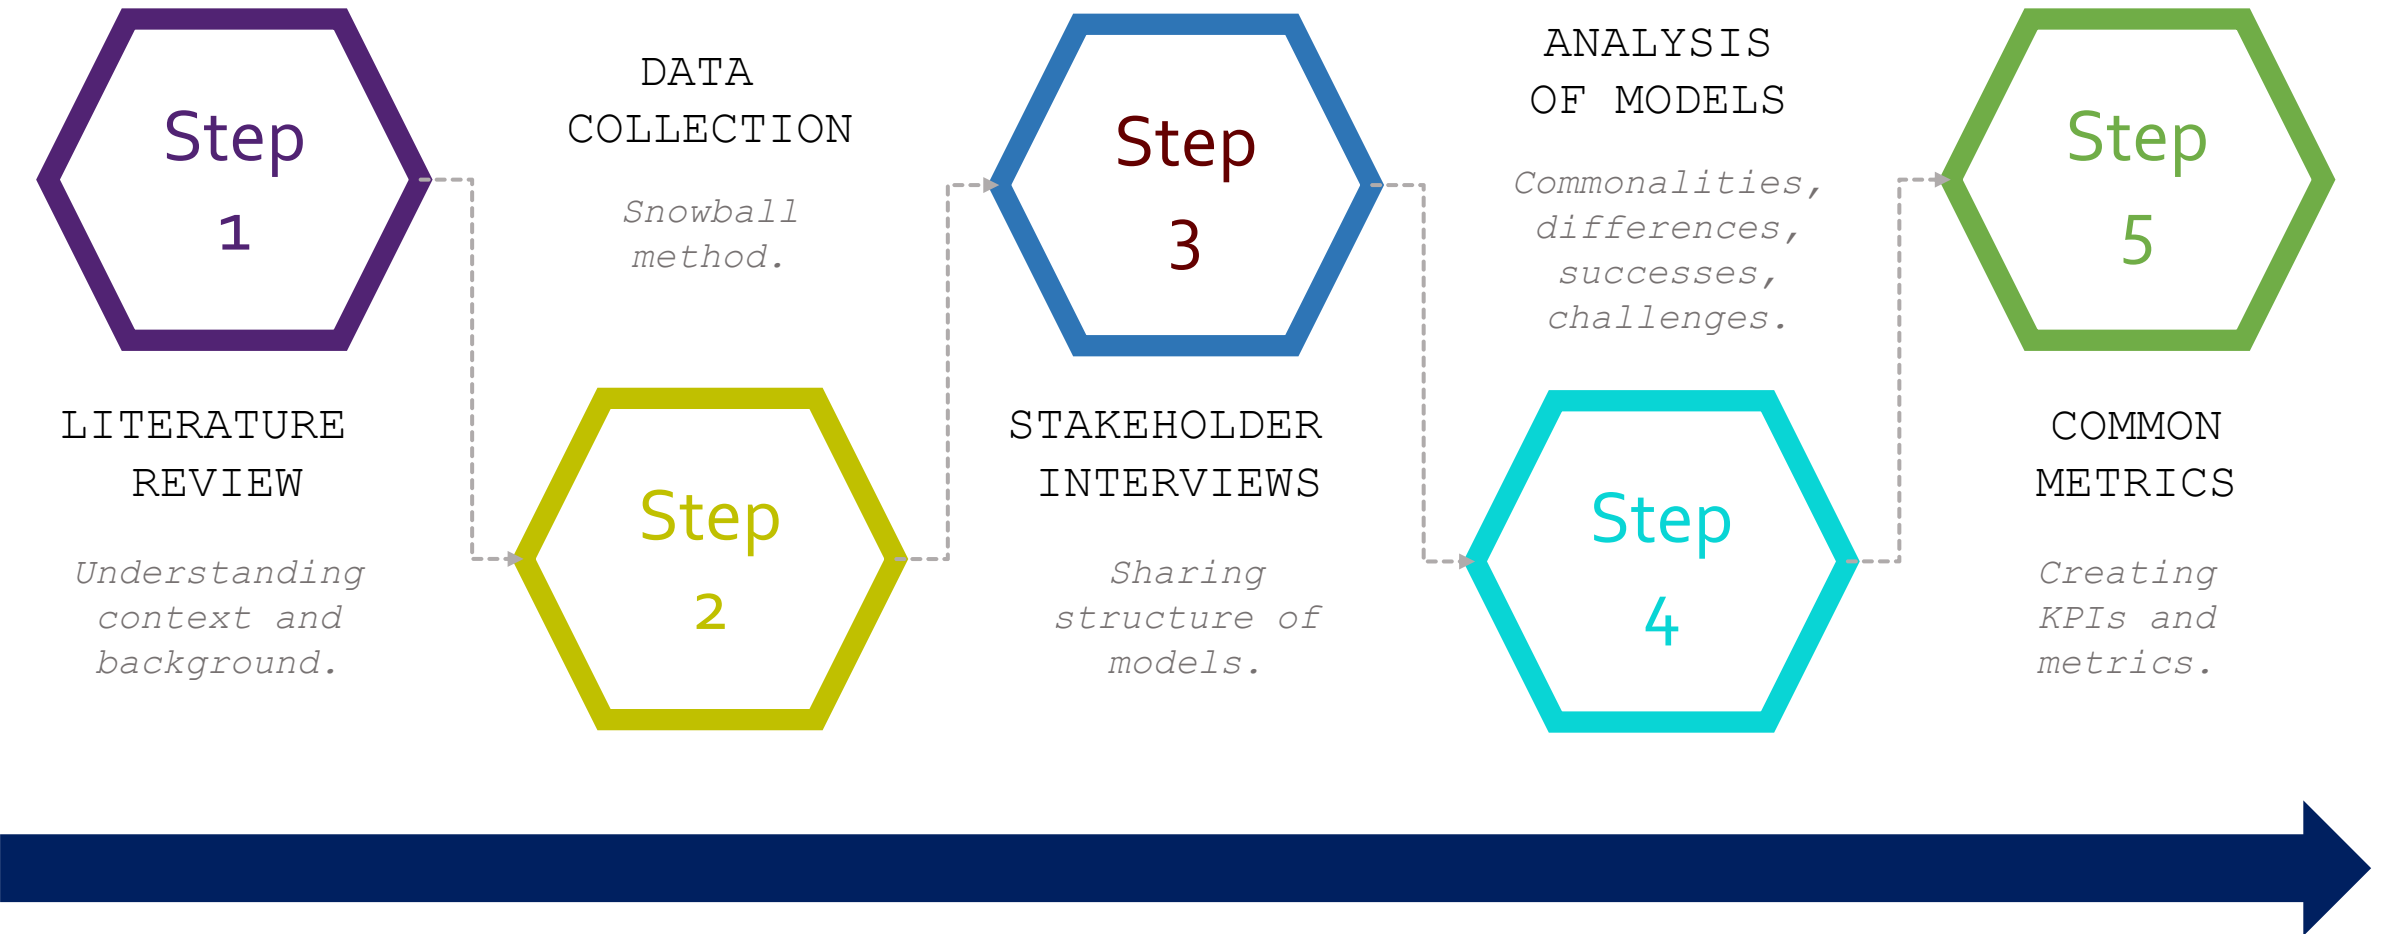 Step
1
LITERATURE
REVIEW
Understanding
context and
background.
DATA
COLLECTION
Snowball
method.
Step
2
Step
3
STAKEHOLDER
INTERVIEWS
Sharing
structure of
models.
ANALYSIS
OF MODELS
Commonalities,
differences,
successes,
challenges.
Step
4
Step
5
COMMON
METRICS
Creating
KPIs and
metrics.